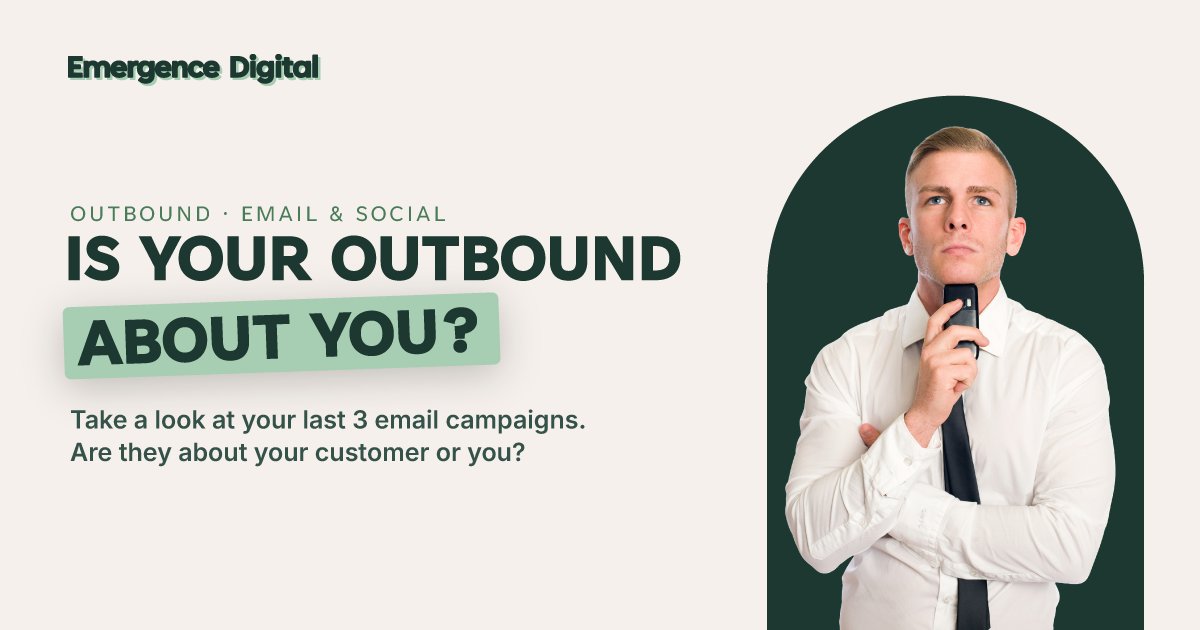 Emergence Digital
OUTBOUND · EMAIL & SOCIAL
IS YOUR OUTBOUND
ABOUT YOU?
Take a look at your last 3 email campaigns.
Are they about your customer or you?